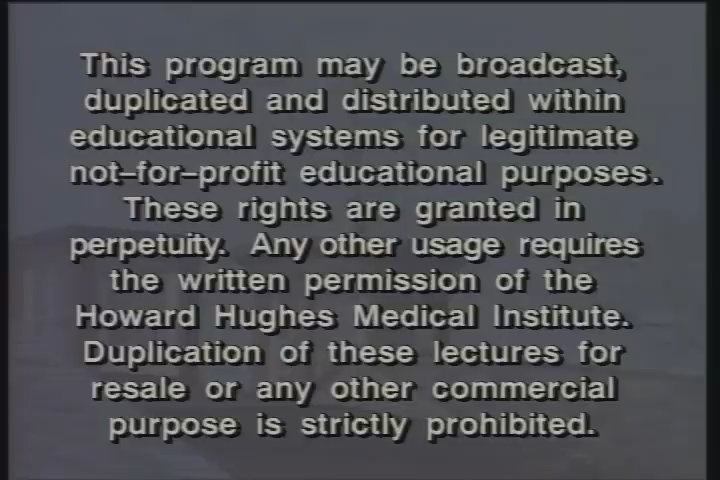 This program may be broadcast,
duplicated and distributed within
educational systems for legitimate
not–for–profit educational purposes.
These rights are granted in
perpetuity. Any other usage requires
the written permission of the
Howard Hughes Medical Institute.
Duplication of these lectures for
resale or any other commercial
purpose is strictly prohibited.